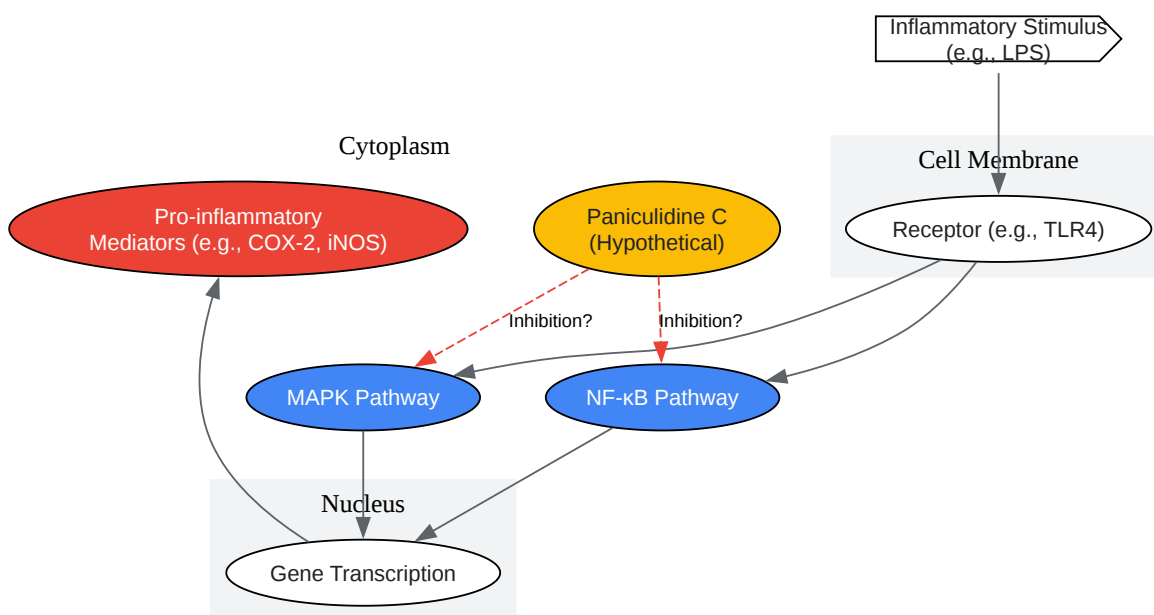 Inflammatory Stimulus
(e.g., LPS)
Cytoplasm
Cell Membrane
Pro-inflammatory
Mediators (e.g., COX-2, iNOS)
Paniculidine C
(Hypothetical)
Receptor (e.g., TLR4)
Inhibition?
Inhibition?
MAPK Pathway
NF-κB Pathway
Nucleus
Gene Transcription